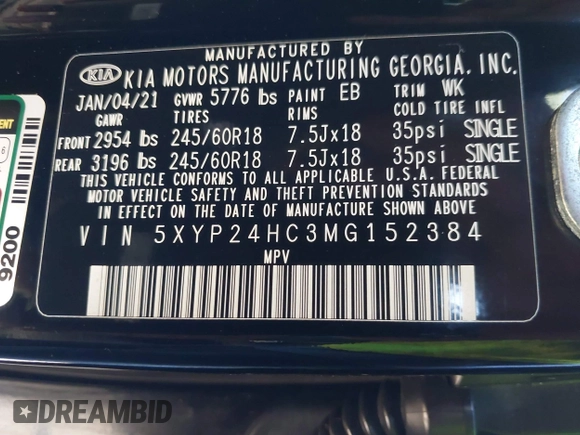 MANUFACTURED BY
KIA KIA MOTORS MANUFACTURING GEORGIA, INC.
JAN/04/21 GVWR 5776 lbs PAINT EB TRIM WK
GAWR TIRES RIMS COLD TIRE INFL
FRONT 2954 lbs 245/60R18 7.5Jx18 35psi SINGLE
REAR 3196 lbs 245/60R18 7.5Jx18 35psi SINGLE
THIS VEHICLE CONFORMS TO ALL APPLICABLE U.S.A. FEDERAL
MOTOR VEHICLE SAFETY AND THEFT PREVENTION STANDARDS
IN EFFECT ON THE DATE OF MANUFACTURE SHOWN ABOVE
VIN 5XYP24HC3MG152384
MPV
9200
DREAMBID